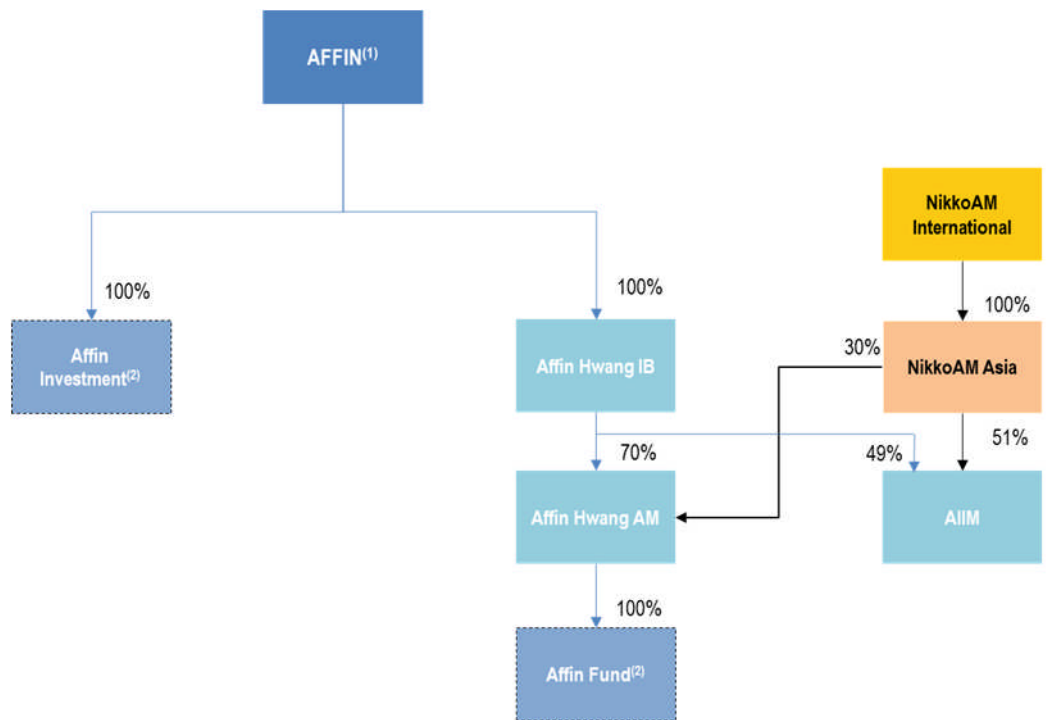 AFFIN(1)
NikkoAM
International
100%
100%
100%
Affin
Investment(2)
Affin Hwang IB
30%
NikkoAM Asia
70%
49%
51%
Affin Hwang AM
AIIM
100%
Affin Fund(2)